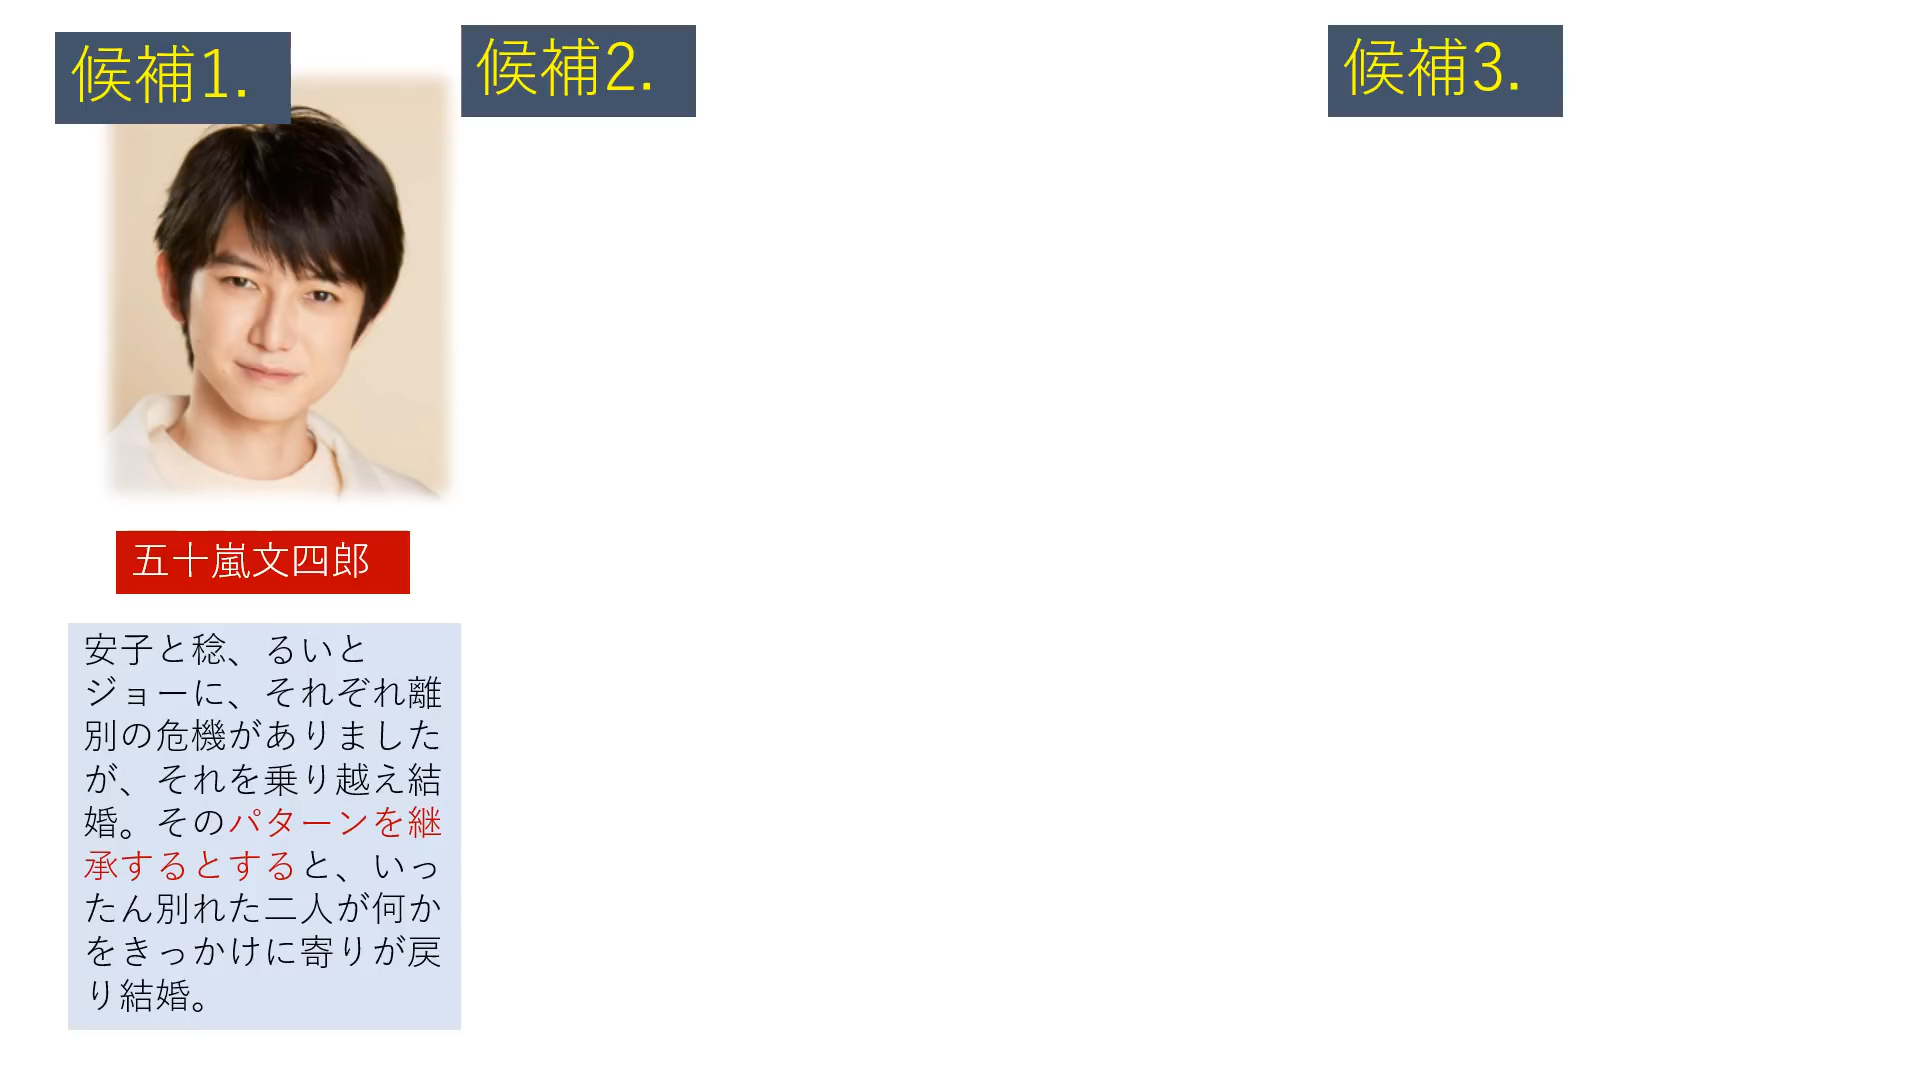 候補1.
候補2.
候補3.
五十嵐文四郎
安子と稔、るいと
ジョーに、それぞれ離
別の危機がありました
が、それを乗り越え結
婚。そのパターンを継
承するとすると、いっ
たん別れた二人が何か
をきっかけに寄りが戻
り結婚。